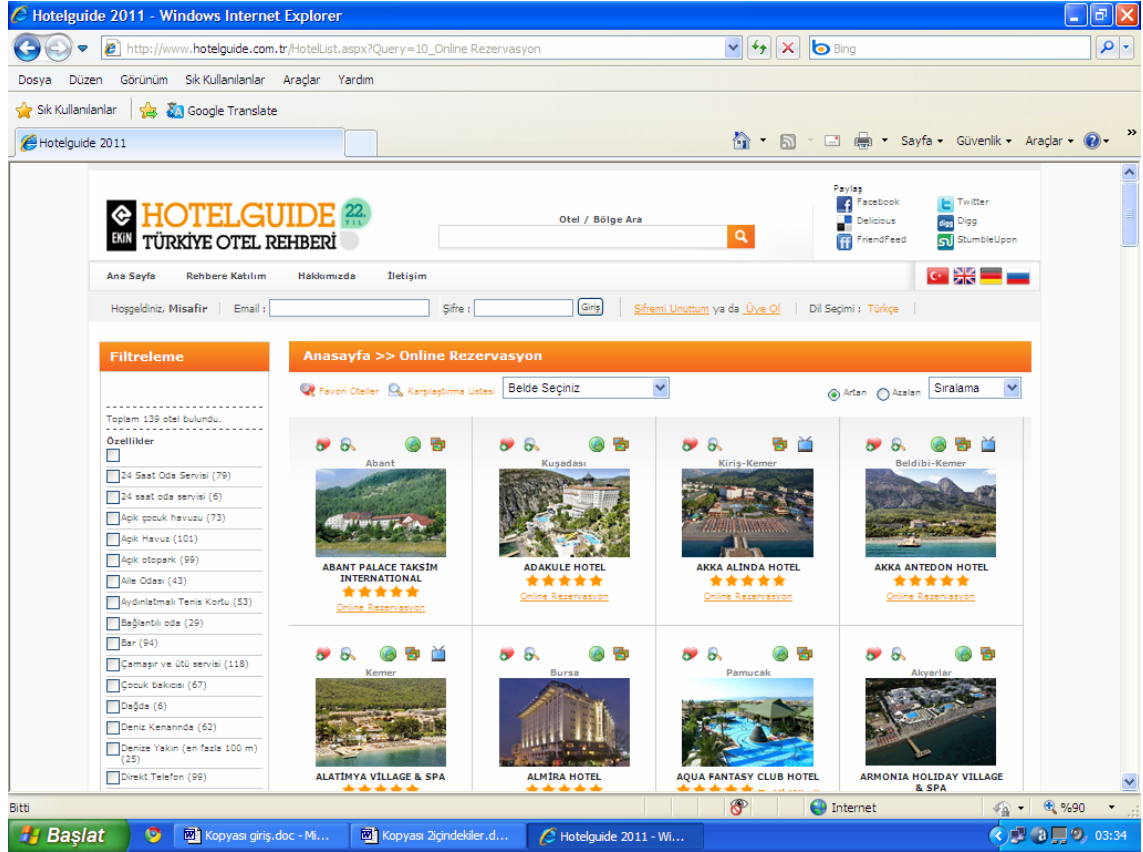 Hotelguide 2011 - Windows Internet Explorer
http://www.hotelguide.com.tr/HotelList.aspx?Query=10_Online Rezervasyon
Bing
Dosya Düzen Görünüm Sık Kullanılanlar Araçlar Yardım
Sık Kullanılanlar Google Translate
Hotelguide 2011 Sayfa Güvenlik Araçlar »
EKİN HOTELGUIDE 22. YIL
TÜRKİYE OTEL REHBERİ
Otel / Bölge Ara
Paylaş
Facebook Twitter
Delicious digg Digg
ff FriendFeed su StumbleUpon
Ana Sayfa Rehbere Katılım Hakkımızda İletişim
Hoşgeldiniz, Misafir | Email : Şifre : Giriş | Sifremi Unuttum ya da Üye Ol | Dil Seçimi : Türkçe |
Filtreleme
Toplam 139 otel bulundu.
Özellikler
24 Saat Oda Servisi (79)
24 saat oda servisi (6)
Açık çocuk havuzu (73)
Açık Havuz (101)
Açık otopark (99)
Aile Odası (43)
Aydınlatmalı Tenis Kortu (53)
Bağlantılı oda (29)
Bar (94)
Çamaşır ve ütü servisi (118)
Çocuk bakıcısı (67)
Dağda (6)
Deniz Kenarında (62)
Denize Yakın (en fazla 100 m)
(25)
Direkt Telefon (99)
Anasayfa >> Online Rezervasyon
Favori Oteller Karşılaştırma Listesi Belde Seçiniz Artan Azalan Sıralama
Abant
ABANT PALACE TAKSİM
INTERNATIONAL
Online Rezervasyon
Kuşadası
ADAKULE HOTEL
Online Rezervasyon
Kiriş-Kemer
AKKA ALİNDA HOTEL
Online Rezervasyon
Beldibi-Kemer
AKKA ANTEDON HOTEL
Online Rezervasyon
Kemer
ALATİMYA VİLLAGE & SPA
Bursa
ALMİRA HOTEL
Pamucak
AQUA FANTASY CLUB HOTEL
Akyarlar
ARMONIA HOLIDAY VILLAGE
& SPA
Bitti Internet %90
Başlat Kopyası giriş.doc - Mi... Kopyası 2içindekiler.d... Hotelguide 2011 - Wi... 03:34